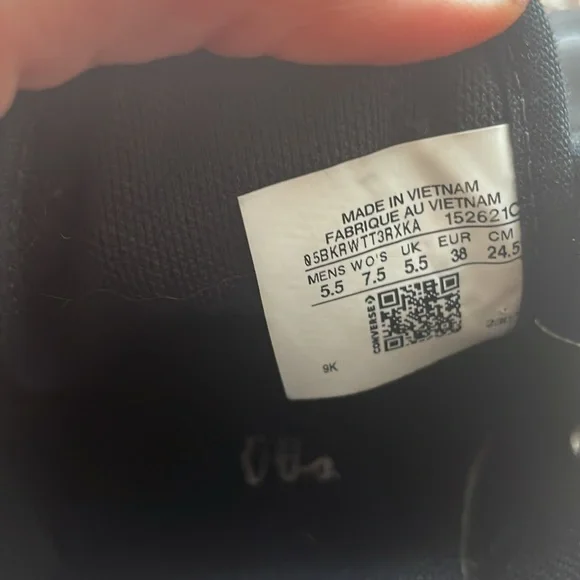 MADE IN VIETNAM
FABRIQUE AU VIETNAM
05BKRWTT3RXKA 152621C
MENS WO'S UK EUR CM
5.5 7.5 5.5 38 24.5
CONVERSE
9K